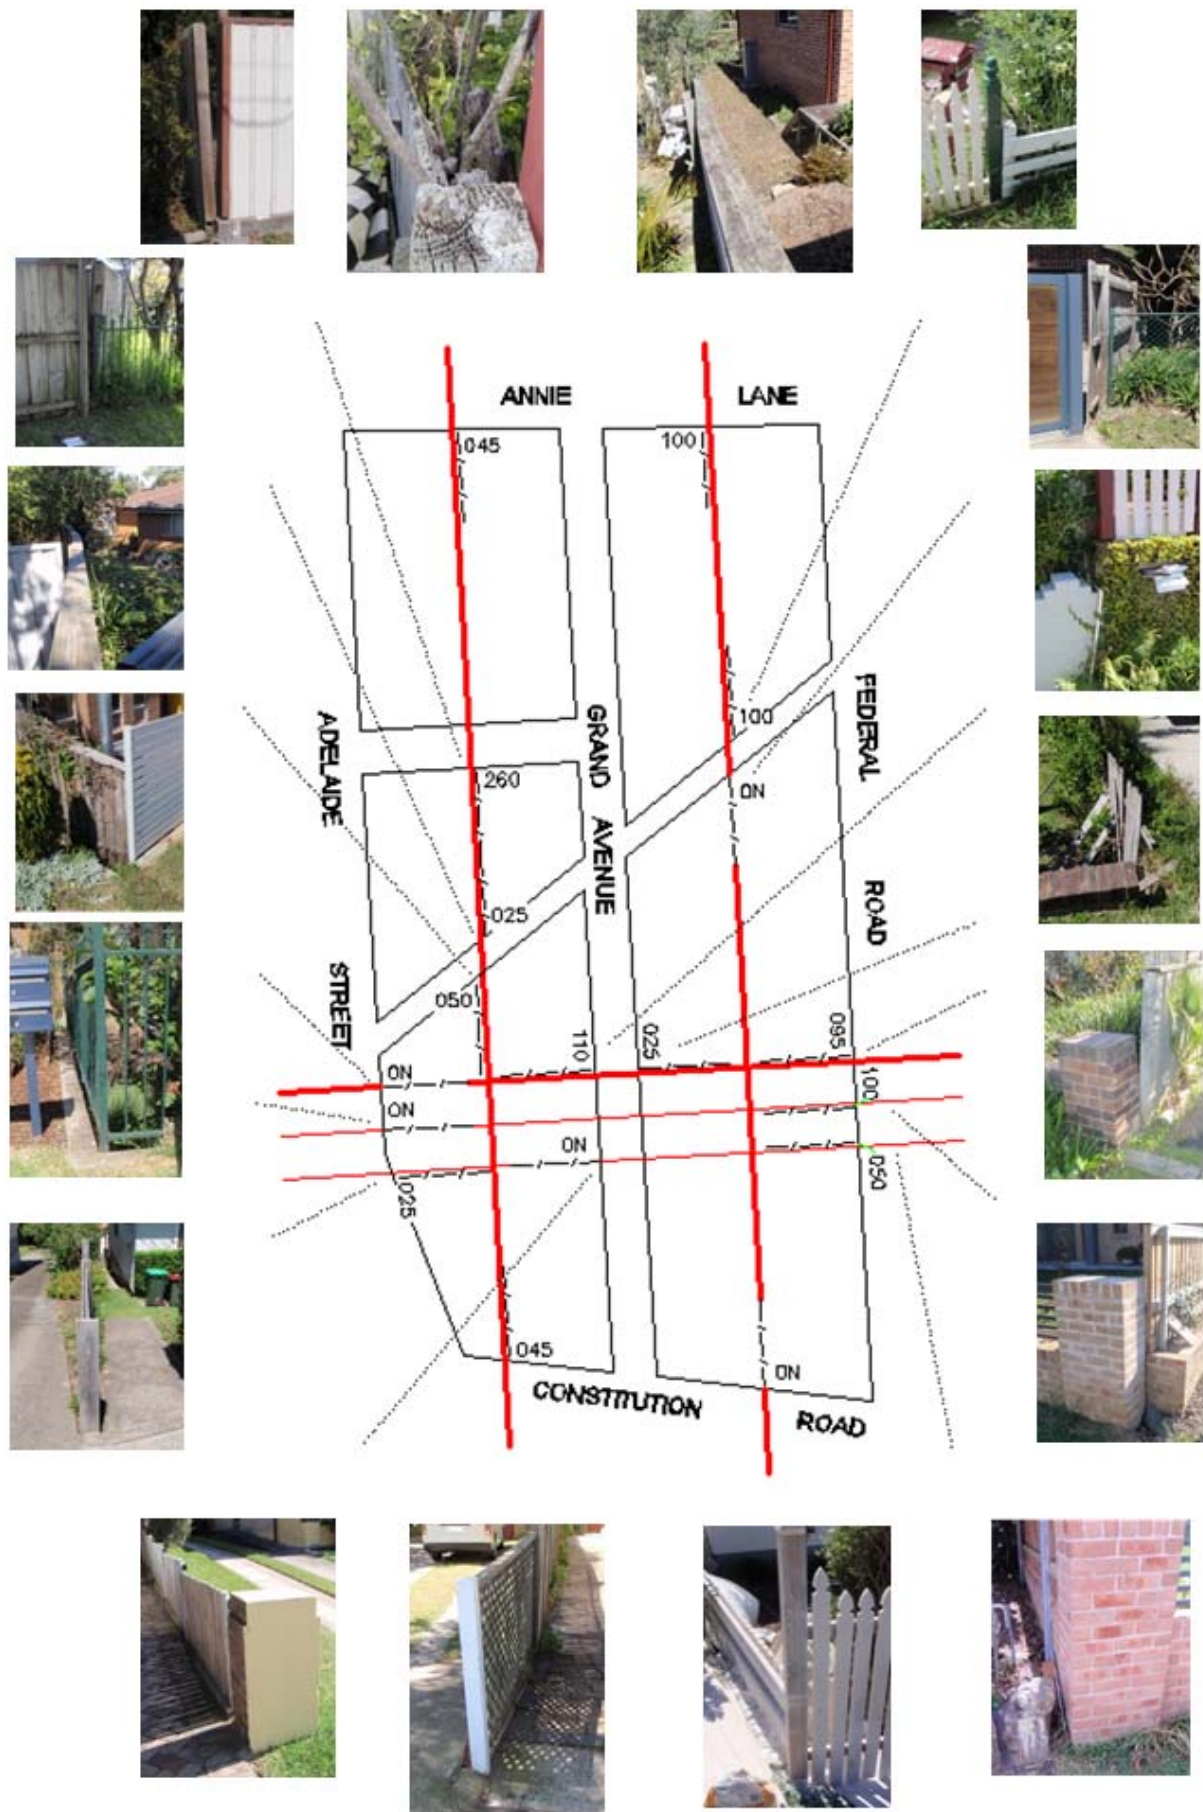 ANNIE LANE
045
100
ADELAIDE
GRAND
FEDERAL
100
260
ON
AVENUE
025
ROAD
STREET
050
110
025
095
ON
100
ON
ON
050
025
045
ON
CONSTITUTION ROAD